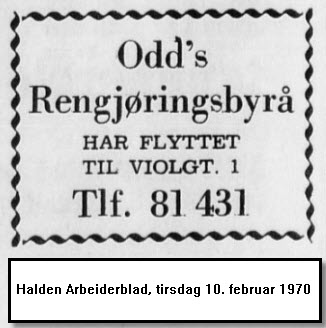 Odd's
Rengjøringsbyrå
HAR FLYTTET
TIL VIOLGT. 1
Tlf. 81 431
Halden Arbeiderblad, tirsdag 10. februar 1970